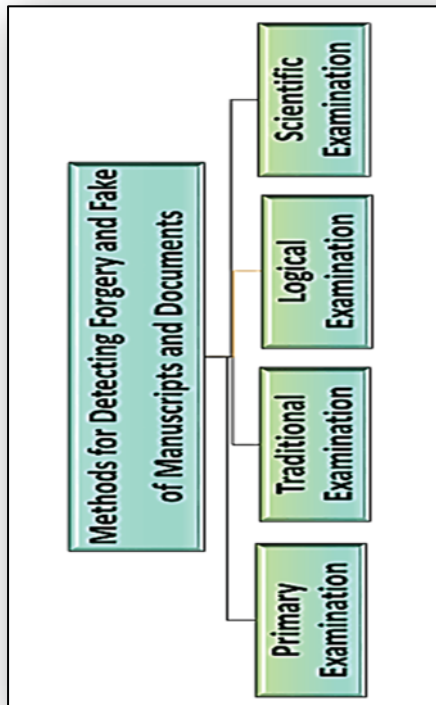 Methods for Detecting Forgery and Fake
of Manuscripts and Documents
Primary
Examination
Traditional
Examination
Logical
Examination
Scientific
Examination